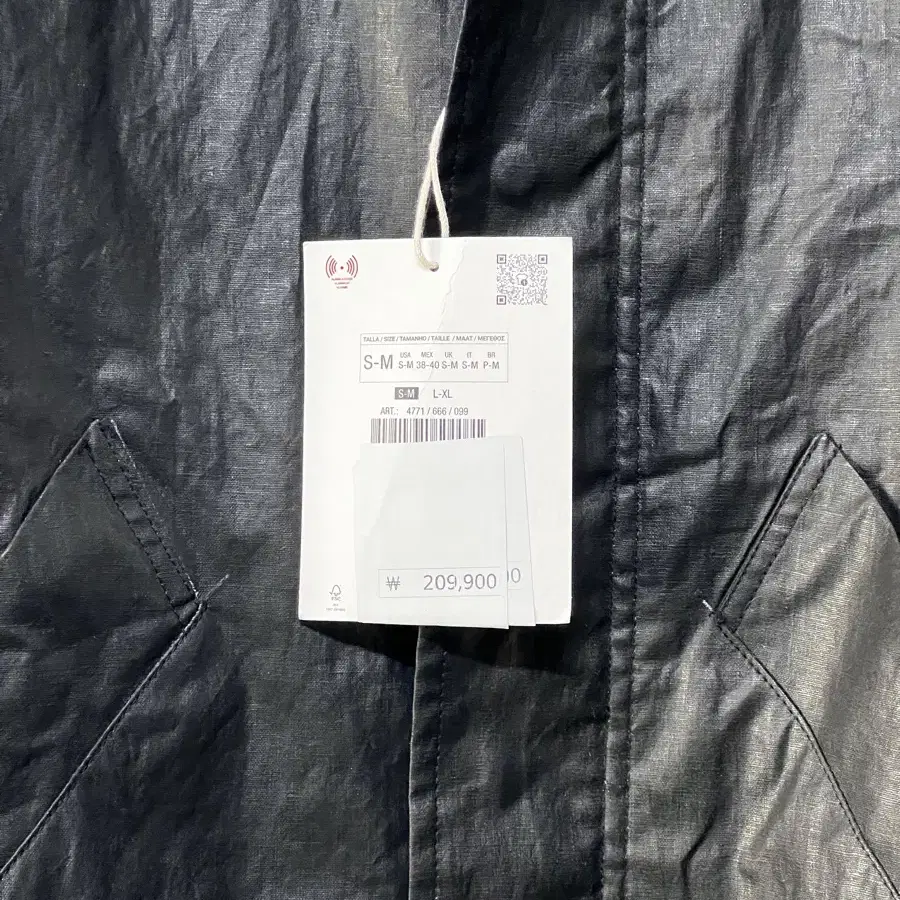 TALLA / SIZE / TAMANHO / TAILLE / MAAT / ΜΕΓΕΘΟΣ
S-M USA S-M MEX 38-40 UK S-M IT S-M BR P-M
S-M L-XL
ART.: 4771 / 666 / 099
₩ 209,900
FSC